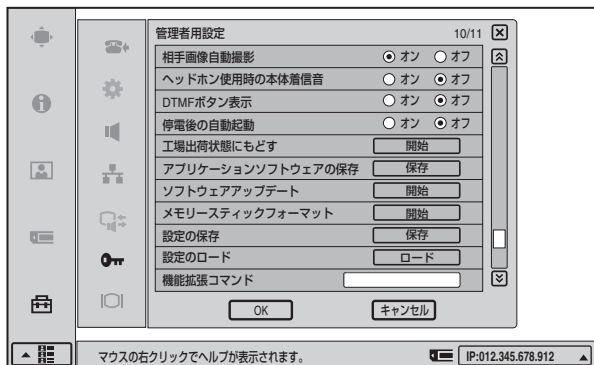 管理者用設定 10/11
相手画像自動撮影 オン オフ
ヘッドホン使用時の本体着信音 オン オフ
DTMFボタン表示 オン オフ
停電後の自動起動 オン オフ
工場出荷状態にもどす 開始
アプリケーションソフトウェアの保存 保存
ソフトウェアアップデート 開始
メモリースティックフォーマット 開始
設定の保存 保存
設定のロード ロード
機能拡張コマンド
OK キャンセル
マウスの右クリックでヘルプが表示されます。 IP:012.345.678.912